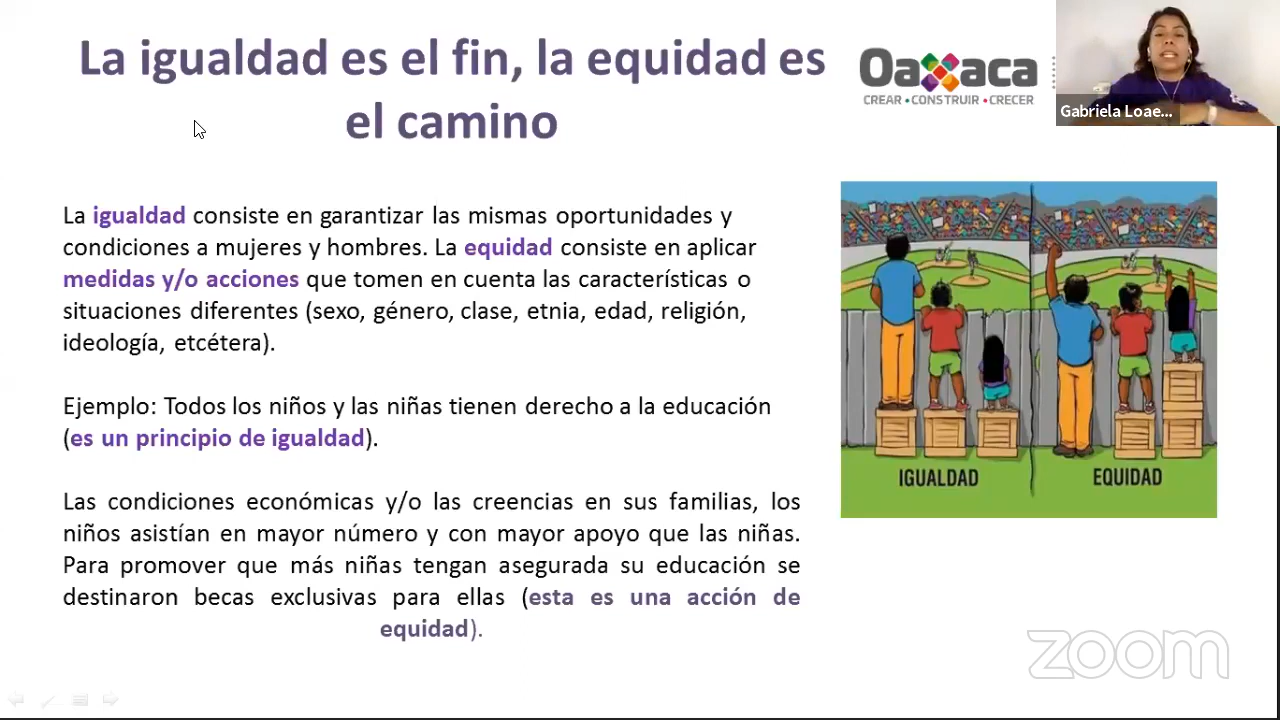 La igualdad es el fin, la equidad es
el camino
Oaxaca
CREAR • CONSTRUIR • CRECER
Gabriela Loae...
La igualdad consiste en garantizar las mismas oportunidades y
condiciones a mujeres y hombres. La equidad consiste en aplicar
medidas y/o acciones que tomen en cuenta las características o
situaciones diferentes (sexo, género, clase, etnia, edad, religión,
ideología, etcétera).
Ejemplo: Todos los niños y las niñas tienen derecho a la educación
(es un principio de igualdad).
Las condiciones económicas y/o las creencias en sus familias, los
niños asistían en mayor número y con mayor apoyo que las niñas.
Para promover que más niñas tengan asegurada su educación se
destinaron becas exclusivas para ellas (esta es una acción de
equidad).
IGUALDAD
EQUIDAD
zoom